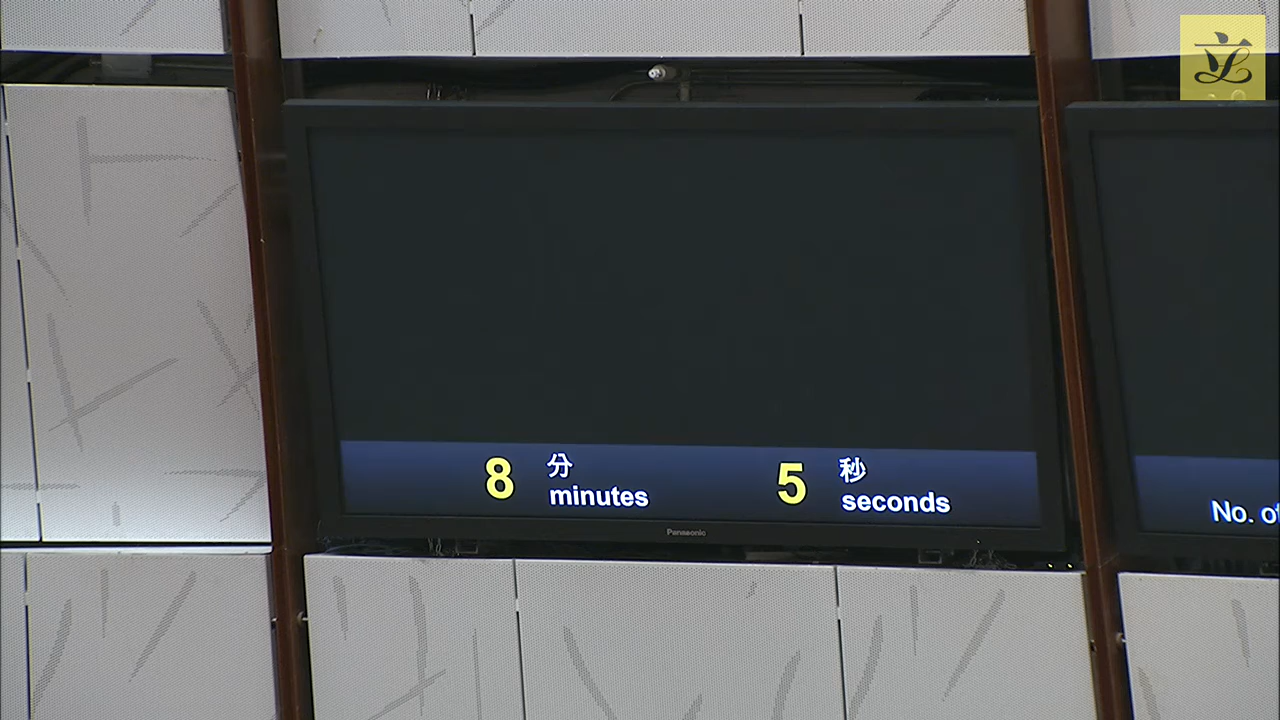 立
8 分 5 秒
minutes seconds
Panasonic
No. of